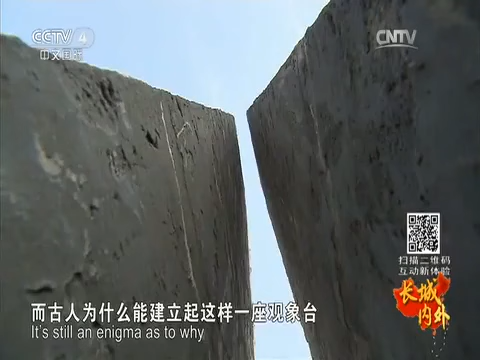 CCTV 4
中文国际
CNTV
扫描二维码
互动新体验
长城
内外
而古人为什么能建立起这样一座观象台
It's still an enigma as to why